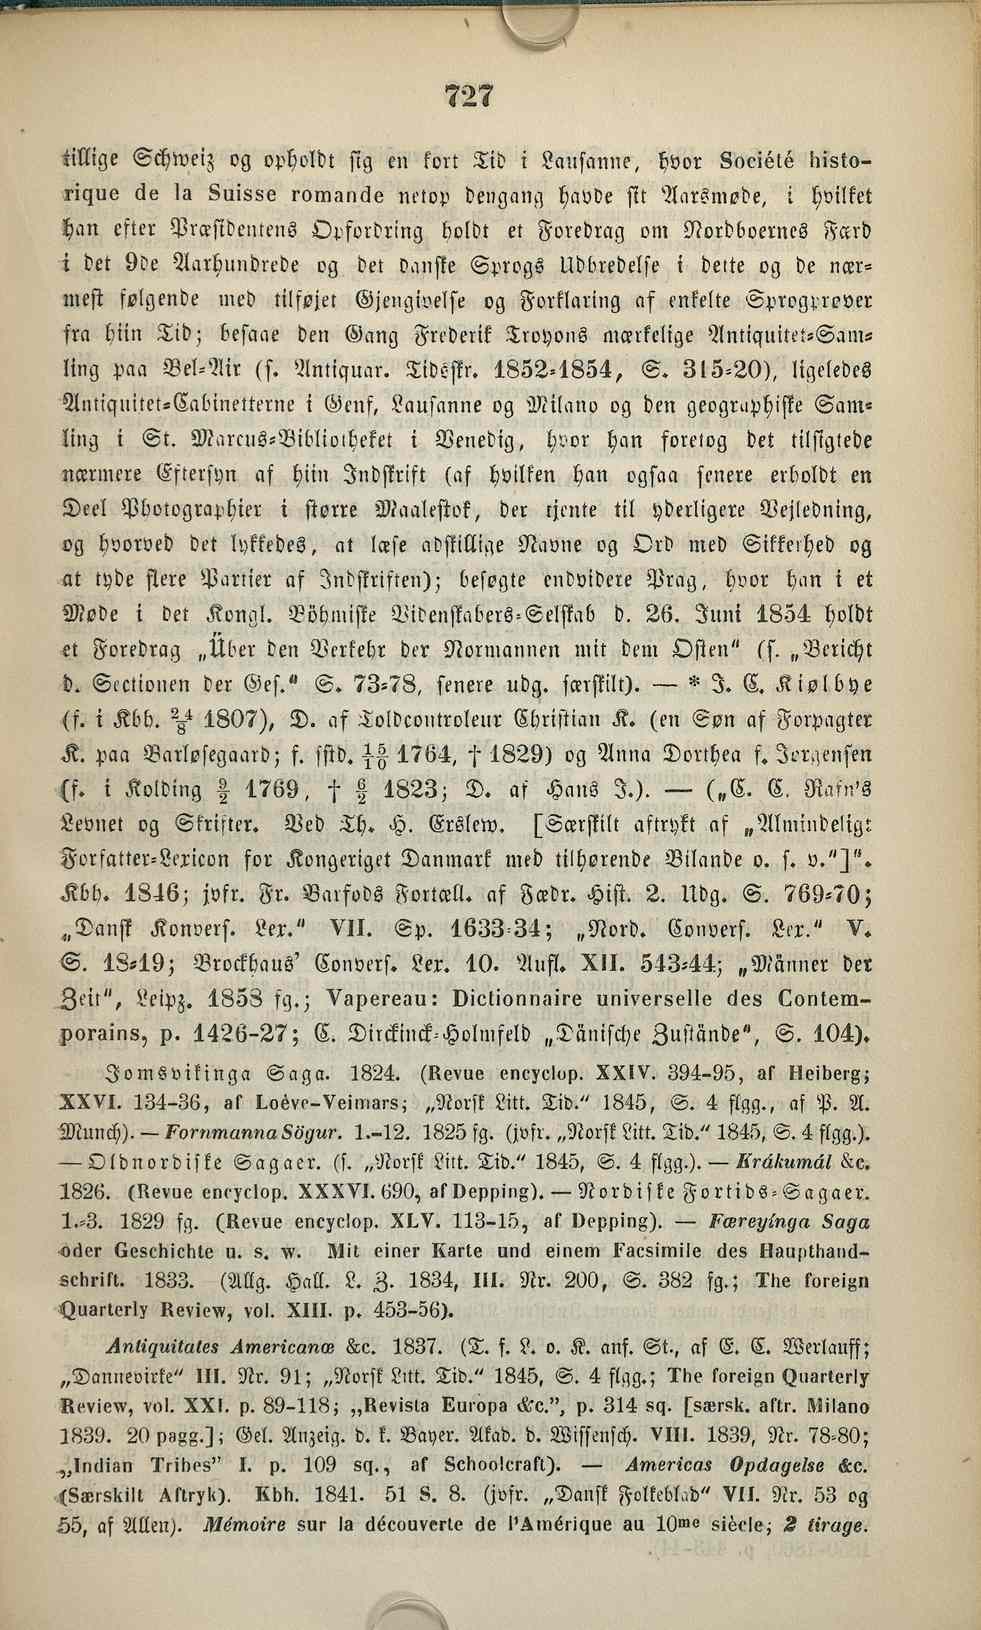 727
tillige Schweiz og opholdt sig en kort Tid i Lausanne, hvor Société histo-
rique de la Suisse romande netop dengang havde sit Aarsmøde, i hvilket
han efter Præsidentens Opfordring holdt et Foredrag om Nordboernes Færd
i det 9de Aarhundrede og det danske Sprogs Udbredelse i dette og de nær-
mest følgende med tilføjet Gjengivelse og Forklaring af enkelte Sprogprøver
fra hiin Tid; besaae den Gang Frederik Troyons mærkelige Antiquitet-Sam-
ling paa Bel-Air (s. Antiquar. Tidsskr. 1852-1854, S. 315-20), ligeledes
Antiquitet-Cabinetterne i Genf, Lausanne og Milano og den geographiske Sam-
ling i St. Marcus-Bibliotheket i Venedig, hvor han foretog det tilsigtede
nærmere Eftersyn af hiin Indskrift (af hvilken han ogsaa senere erholdt en
Deel Photographier i større Maalestok, der tjente til yderligere Vejledning,
og hvorved det lykkedes, at læse adskillige Navne og Ord med Sikkerhed og
at tyde flere Partier af Indskriften); besøgte endvidere Prag, hvor han i et
Møde i det Kongl. Böhmiske Videnskabers-Selskab d. 26. Juni 1854 holdt
et Foredrag „Über den Verkehr der Normannen mit dem Osten“ (s. „Bericht
d. Sectionen der Ges.“ S. 73-78, senere udg. særskilt). — * J. C. Kiølbye
(f. i Kbh. 24/8 1807), D. af Toldcontroleur Christian K. (en Søn af Forpagter
K. paa Barløsegaard; f. sstd. 15/10 1764, † 1829) og Anna Dorthea f. Jørgensen
(f. i Kolding 9/2 1769, † 6/2 1823; D. af Hans J.). — („C. C. Rafn's
Levnet og Skrifter. Ved Th. H. Erslew. [Særskilt aftrykt af „Almindeligt
Forfatter-Lexicon for Kongeriget Danmark med tilhørende Bilande o. s. v.“]“.
Kbh. 1846; jvfr. Fr. Barfods Fortæll. af Fædr. Hist. 2. Udg. S. 769-70;
„Dansk Konvers. Lex.“ VII. Sp. 1633-34; „Nord. Convers. Lex.“ V.
S. 18-19; Brockhaus' Convers. Lex. 10. Aufl. XII. 543-44; „Männer der
Zeit“, Leipz. 1858 fg.; Vapereau: Dictionnaire universelle des Contem-
porains, p. 1426-27; C. Dirckinck-Holmfeld „Dänische Zustände“, S. 104).
Jomsvikinga Saga. 1824. (Revue encyclop. XXIV. 394-95, af Heiberg;
XXVI. 134-36, af Loéve-Veimars; „Norsk Litt. Tid.“ 1845, S. 4 flgg., af P. A.
Munch). — Fornmanna Sögur. 1.-12. 1825 fg. (jvfr. „Norsk Litt. Tid.“ 1845, S. 4 flgg.).
— Oldnordiske Sagaer. (s. „Norsk Litt. Tid.“ 1845, S. 4 flgg.). — Krákumál &c.
1826. (Revue encyclop. XXXVI. 690, af Depping). — Nordiske Fortids-Sagaer.
1.-3. 1829 fg. (Revue encyclop. XLV. 113-15, af Depping). — Færeyínga Saga
oder Geschichte u. s. w. Mit einer Karte und einem Facsimile des Haupthand-
schrift. 1833. (Allg. Hall. L. Z. 1834, III. Nr. 200, S. 382 fg.; The foreign
Quarterly Review, vol. XIII. p. 453-56).
Antiquitates Americanæ &c. 1837. (T. f. L. o. K. anf. St., af E. C. Werlauff;
„Dannevirke“ III. Nr. 91; „Norsk Litt. Tid.“ 1845, S. 4 flgg.; The foreign Quarterly
Review, vol. XXI. p. 89-118; „Revista Europa &c.”, p. 314 sq. [særsk. aftr. Milano
1839. 20 pagg.]; Gel. Anzeig. d. k. Bayer. Akad. d. Wissensch. VIII. 1839, Nr. 78-80;
„Indian Tribes” I. p. 109 sq., af Schoolcraft). — Americas Opdagelse &c.
(Særskilt Aftryk). Kbh. 1841. 51 S. 8. (jvfr. „Dansk Folkeblad“ VII. Nr. 53 og
55, af Allen). Mémoire sur la découverte de l'Amérique au 10me siècle; 2 tirage.